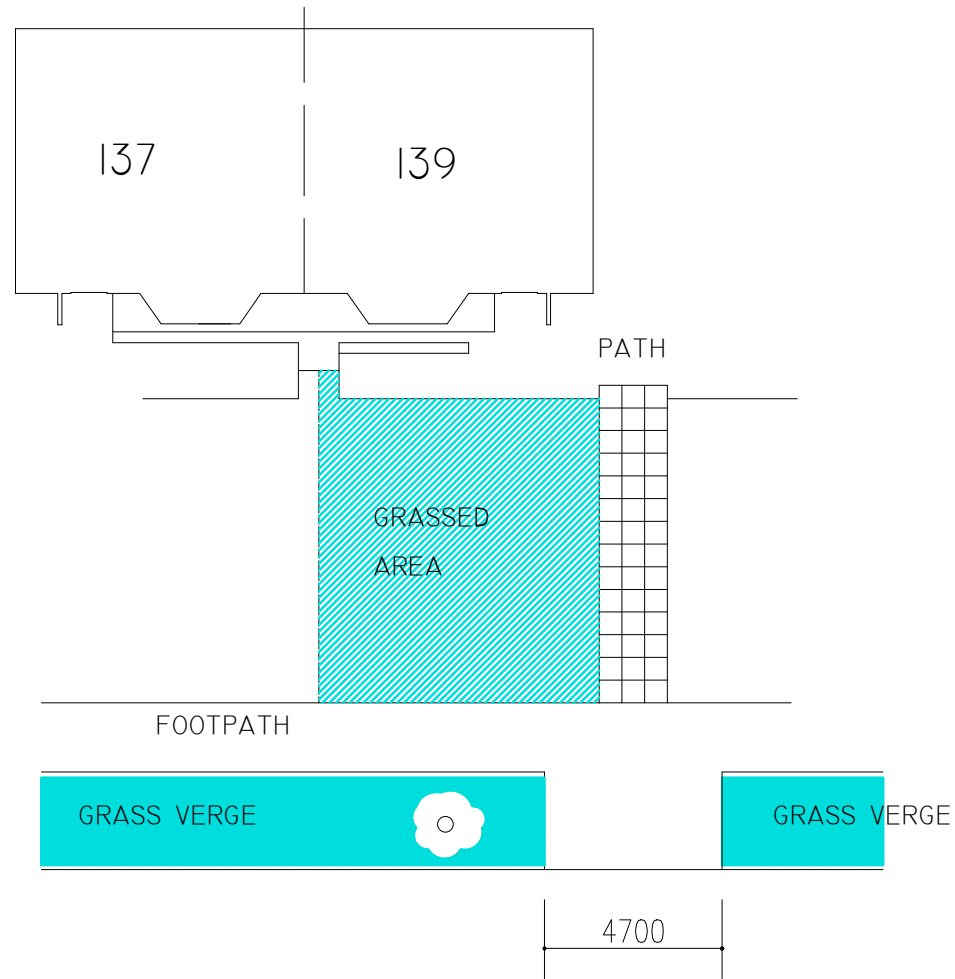 137
139
PATH
GRASSED
AREA
FOOTPATH
GRASS VERGE
GRASS VERGE
4700